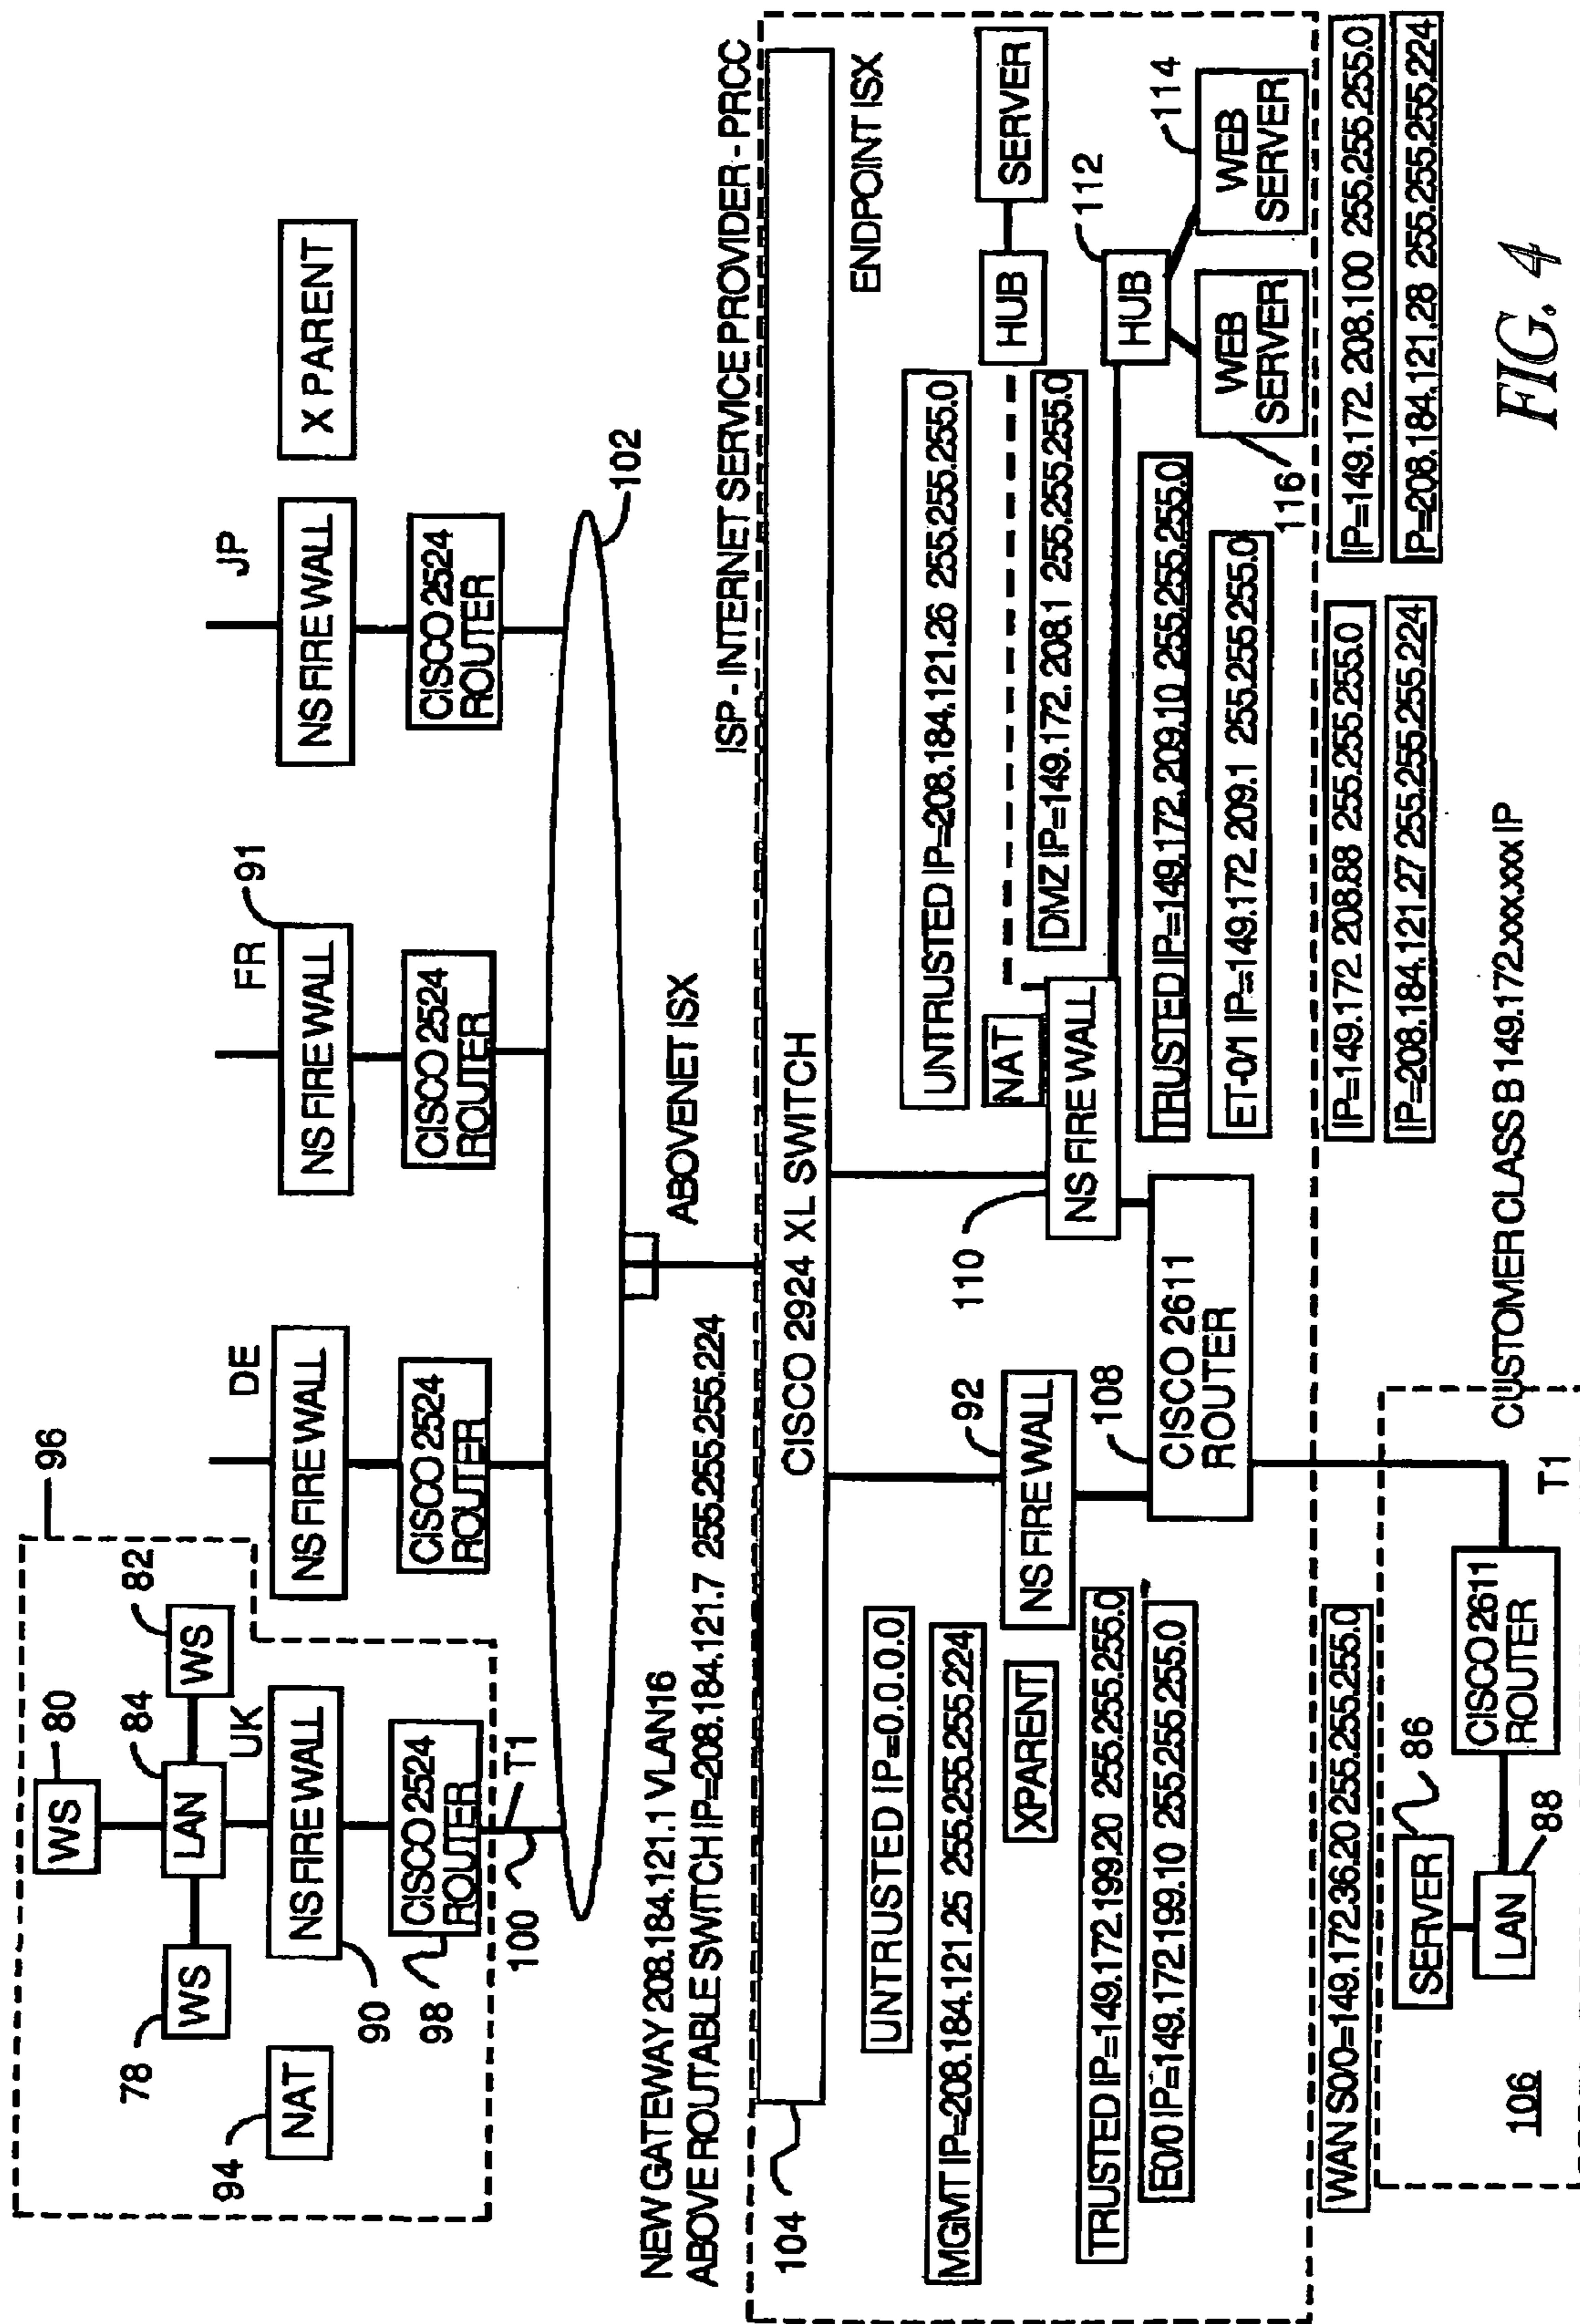 96
80
WS
82
WS
84
LAN
78
WS
UK
94
NAT
NS FIREWALL
90
CISCO 2524
ROUTER
98
T1
100
DE
NS FIREWALL
CISCO 2524
ROUTER
FR
91
NS FIREWALL
CISCO 2524
ROUTER
JP
NS FIREWALL
CISCO 2524
ROUTER
X PARENT
102
NEW GATEWAY 208.184.121.1 VLAN16
ABOVE ROUTABLE SWITCH IP=208.184.121.7 255.255.255.224
ABOVENET ISX
ISP - INTERNET SERVICE PROVIDER - PRCC
104
CISCO 2924 XL SWITCH
ENDPOINT ISX
UNTRUSTED IP=0.0.0.0
MGMT IP=208.184.121.25 255.255.255.224
XPARENT
92
NS FIREWALL
TRUSTED IP=149.172.199.20 255.255.255.0
E0/0 IP=149.172.199.10 255.255.255.0
108
CISCO 2611
ROUTER
110
NS FIREWALL
NAT
UNTRUSTED IP=208.184.121.26 255.255.255.0
DMZ IP=149.172. 208.1 255.255.255.0
TRUSTED IP=149.172.209.10 255.255.255.0
ET-0/1 IP=149.172. 209.1 255.255.255.0
HUB
SERVER
112
HUB
114
WEB
SERVER
WEB
SERVER
116
WAN S0/0=149.172.36.20 255.255.255.0
IP=149.172. 208.88 255.255.255.0
IP=208.184.121.27 255.255.255.224
IP=149.172. 208.100 255.255.255.0
IP=208.184.121.28 255.255.255.224
106
SERVER
86
LAN
88
CISCO 2611
ROUTER
T1
CUSTOMER CLASS B 149.172.xxx.xxx IP
FIG. 4